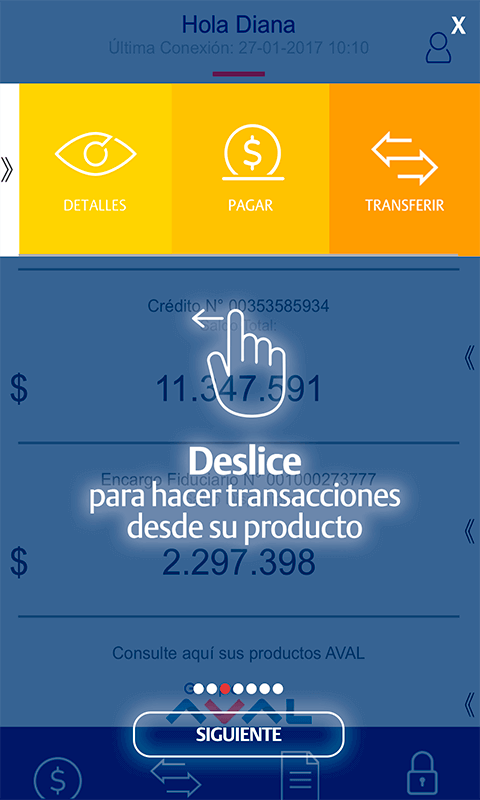 Hola Diana
Última Conexión: 27-01-2017 10:10
X
DETALLES
PAGAR
TRANSFERIR
Crédito N° 00353585934
Saldo Total:
$ 11.347.591
Deslice
Encargo Fiduciario N° 001000273777
para hacer transacciones
desde su producto
$ 2.297.398
Consulte aquí sus productos AVAL
AVAL
SIGUIENTE